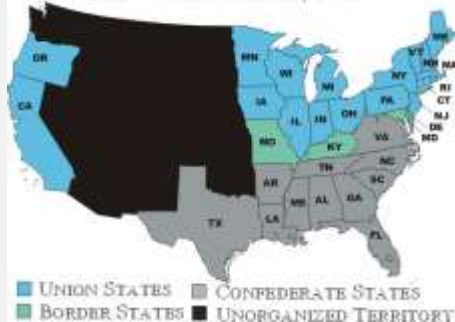 ME
OR
VT
MN
NH
MA
WI
NY
MI
RI
CT
IA
PA
NJ
CA
IL
IN
OH
DE
MD
MO
VA
KY
NC
TN
AR
SC
MS
AL
GA
TX
LA
FL
UNION STATES
CONFEDERATE STATES
BORDER STATES
UNORGANIZED TERRITORY